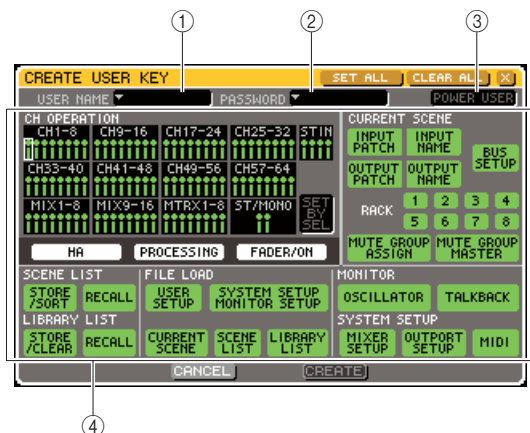 ① ② ③
CREATE USER KEY SET ALL CLEAR ALL X
USER NAME PASSWORD POWER USER
CH OPERATION
CH1-8 CH9-16 CH17-24 CH25-32 STIN
CH33-40 CH41-48 CH49-56 CH57-64
MIX1-8 MIX9-16 MTRX1-8 ST/MONO SET BY SEL
HA PROCESSING FADER/ON
CURRENT SCENE
INPUT PATCH INPUT NAME BUS SETUP
OUTPUT PATCH OUTPUT NAME
RACK 1 2 3 4
5 6 7 8
MUTE GROUP ASSIGN MUTE GROUP MASTER
SCENE LIST
STORE /SORT RECALL
LIBRARY LIST
STORE /CLEAR RECALL
FILE LOAD
USER SETUP SYSTEM SETUP MONITOR SETUP
CURRENT SCENE SCENE LIST LIBRARY LIST
MONITOR
OSCILLATOR TALKBACK
SYSTEM SETUP
MIXER SETUP OUTPORT SETUP MIDI
CANCEL CREATE
④